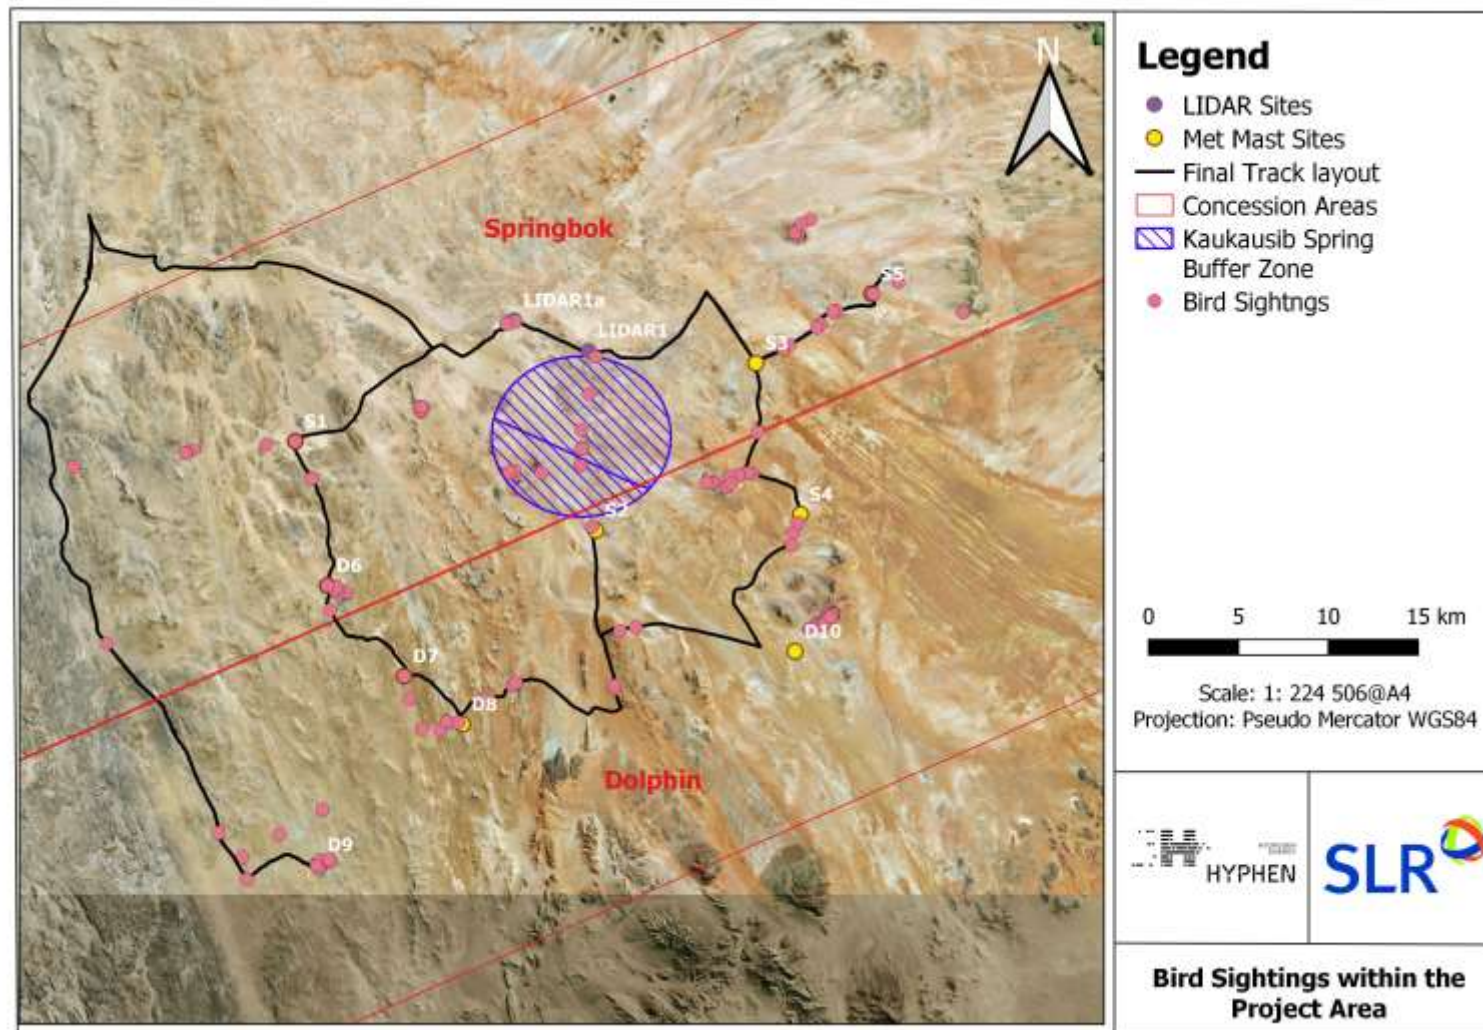 N
Springbok
S5
LIDAR1a
LIDAR1
S3
S1
S4
S2
D6
D10
D7
D8
Dolphin
D9
Legend
LIDAR Sites
Met Mast Sites
Final Track layout
Concession Areas
Kaukausib Spring
Buffer Zone
Bird Sightngs
0 5 10 15 km
Scale: 1: 224 506@A4
Projection: Pseudo Mercator WGS84
HYPHEN
SLR
Bird Sightings within the
Project Area